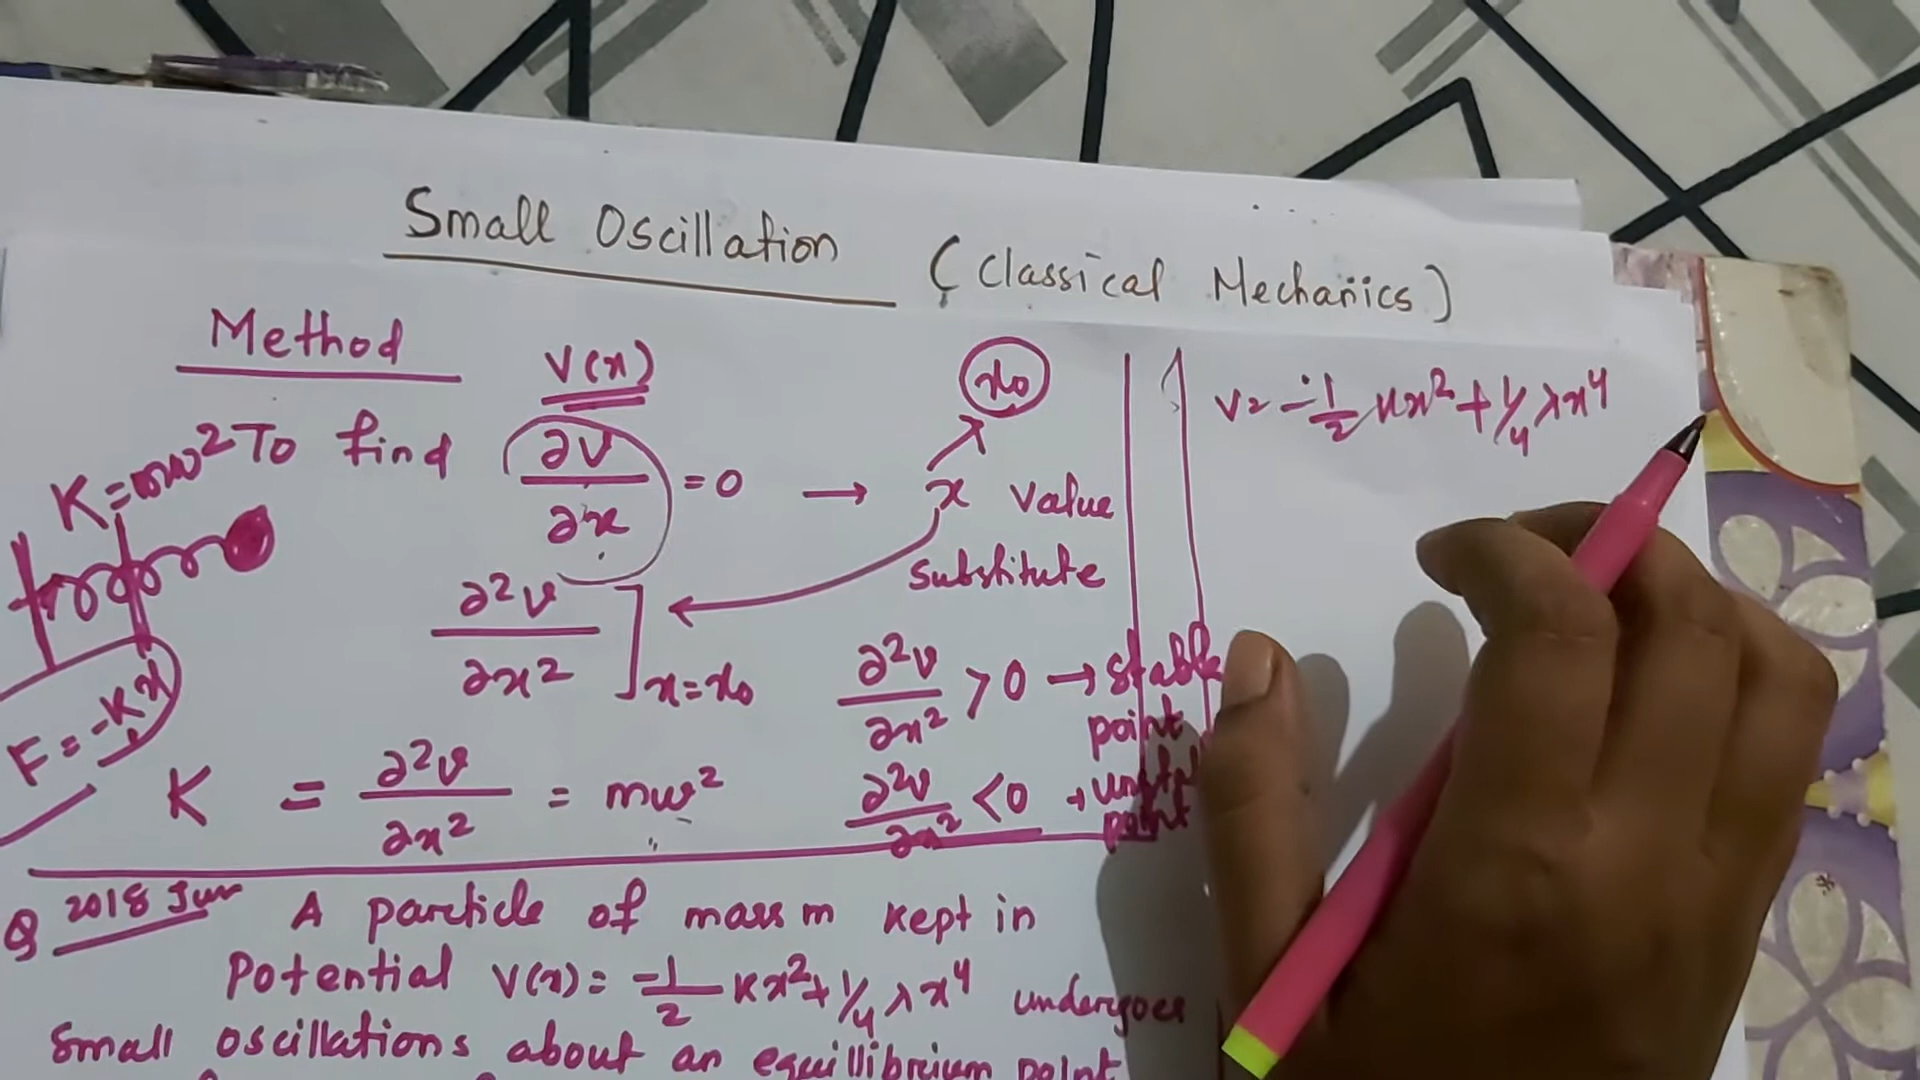 Small Oscillation (Classical Mechanics)
Method
V(x)
K=mω² To find ∂V/∂x = 0 → x value
x₀
substitute
∂²V/∂x² ]x=x₀
F=-Kx
∂²V/∂x² > 0 → stable point
K = ∂²V/∂x² = mω²
∂²V/∂x² < 0 →
point
V= -1/2 Kx² + 1/4 λx⁴
Q 2018 Jun A particle of mass m kept in
Potential V(x)= -1/2 Kx² + 1/4 λx⁴ undergoes
Small oscillations about an equillibrium point